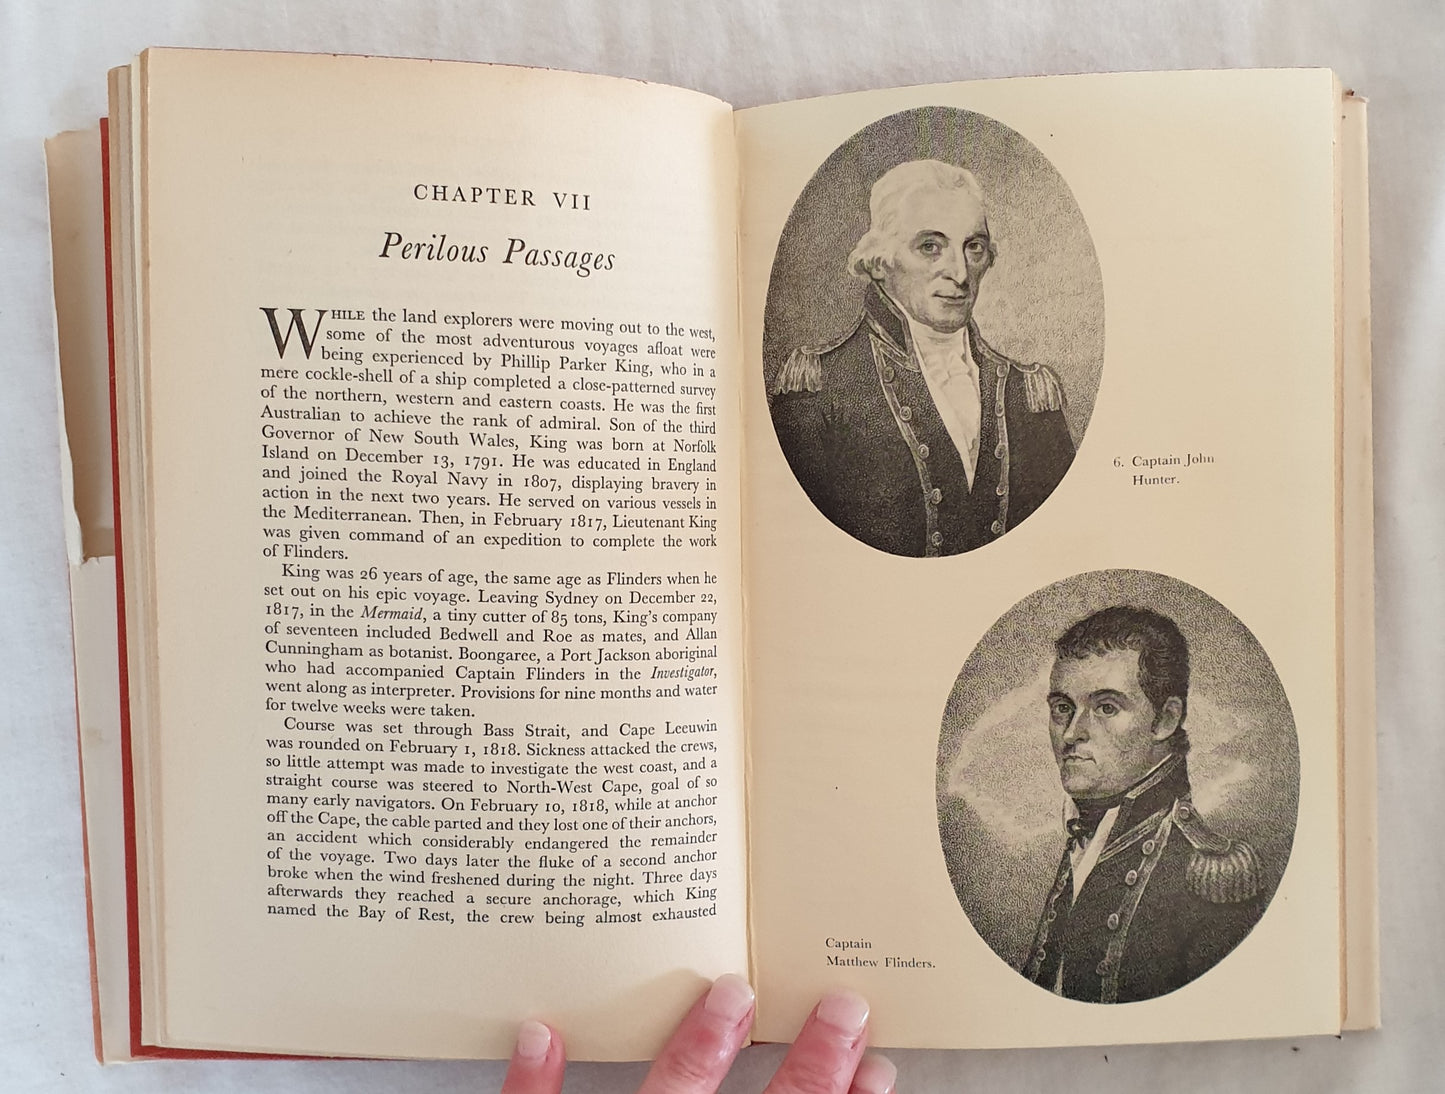 CHAPTER VII
Perilous Passages
WHILE the land explorers were moving out to the west,
some of the most adventurous voyages afloat were
being experienced by Phillip Parker King, who in a
mere cockle-shell of a ship completed a close-patterned survey
of the northern, western and eastern coasts. He was the first
Australian to achieve the rank of admiral. Son of the third
Governor of New South Wales, King was born at Norfolk
Island on December 13, 1791. He was educated in England
and joined the Royal Navy in 1807, displaying bravery in
action in the next two years. He served on various vessels in
the Mediterranean. Then, in February 1817, Lieutenant King
was given command of an expedition to complete the work
of Flinders.
King was 26 years of age, the same age as Flinders when he
set out on his epic voyage. Leaving Sydney on December 22,
1817, in the Mermaid, a tiny cutter of 85 tons, King's company
of seventeen included Bedwell and Roe as mates, and Allan
Cunningham as botanist. Boongaree, a Port Jackson aboriginal
who had accompanied Captain Flinders in the Investigator,
went along as interpreter. Provisions for nine months and water
for twelve weeks were taken.
Course was set through Bass Strait, and Cape Leeuwin
was rounded on February 1, 1818. Sickness attacked the crews,
so little attempt was made to investigate the west coast, and a
straight course was steered to North-West Cape, goal of so
many early navigators. On February 10, 1818, while at anchor
off the Cape, the cable parted and they lost one of their anchors,
an accident which considerably endangered the remainder
of the voyage. Two days later the fluke of a second anchor
broke when the wind freshened during the night. Three days
afterwards they reached a secure anchorage, which King
named the Bay of Rest, the crew being almost exhausted
6. Captain John
Hunter.
Captain
Matthew Flinders.